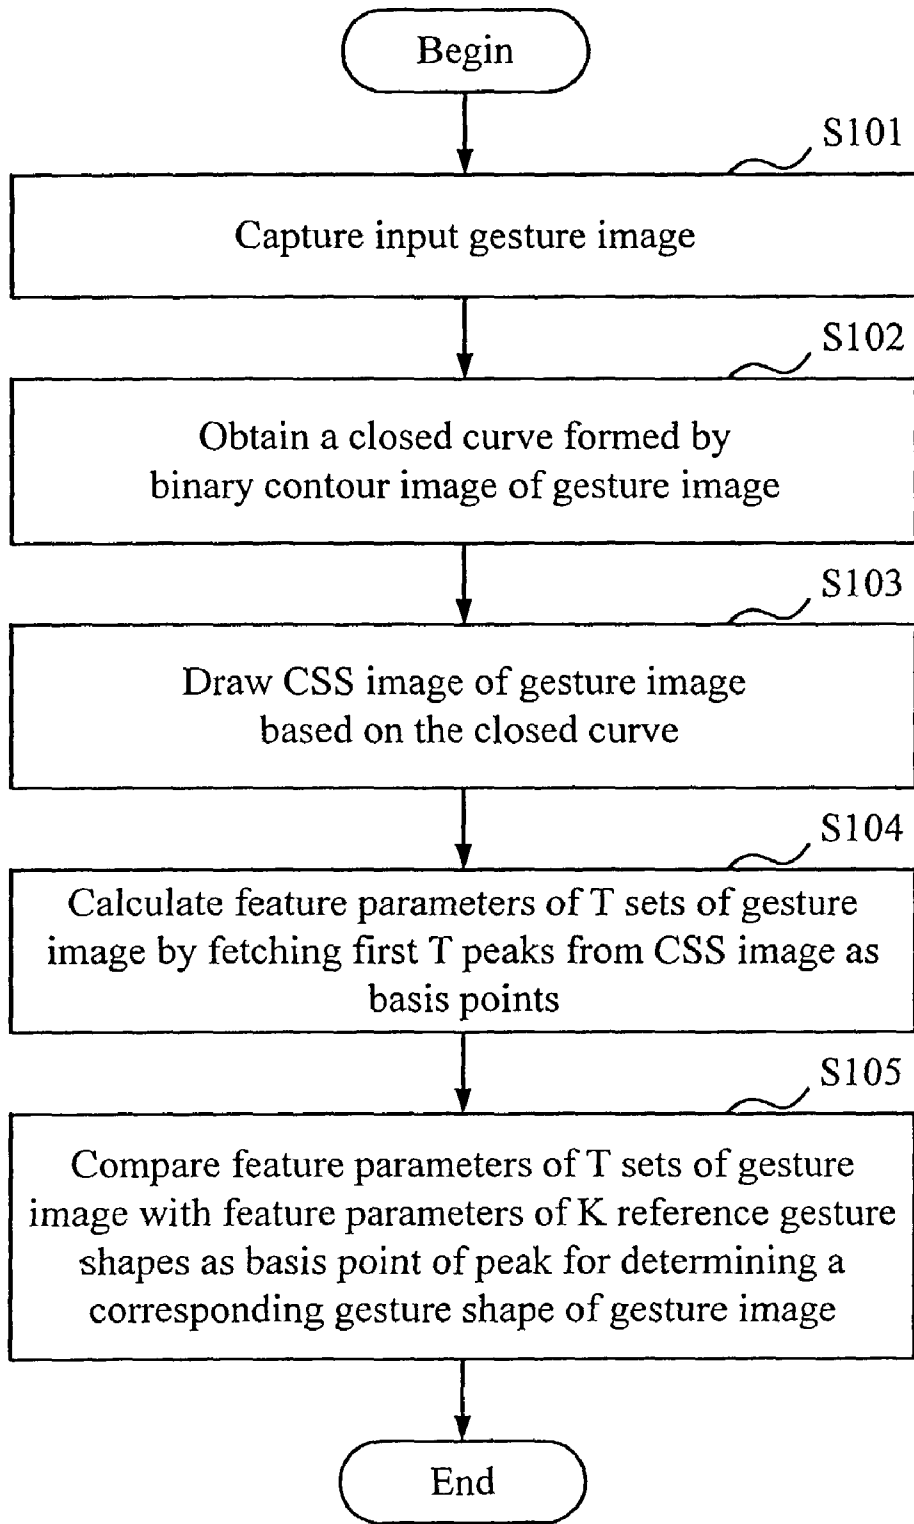 Begin
S101
Capture input gesture image
S102
Obtain a closed curve formed by
binary contour image of gesture image
S103
Draw CSS image of gesture image
based on the closed curve
S104
Calculate feature parameters of T sets of gesture
image by fetching first T peaks from CSS image as
basis points
S105
Compare feature parameters of T sets of gesture
image with feature parameters of K reference gesture
shapes as basis point of peak for determining a
corresponding gesture shape of gesture image
End